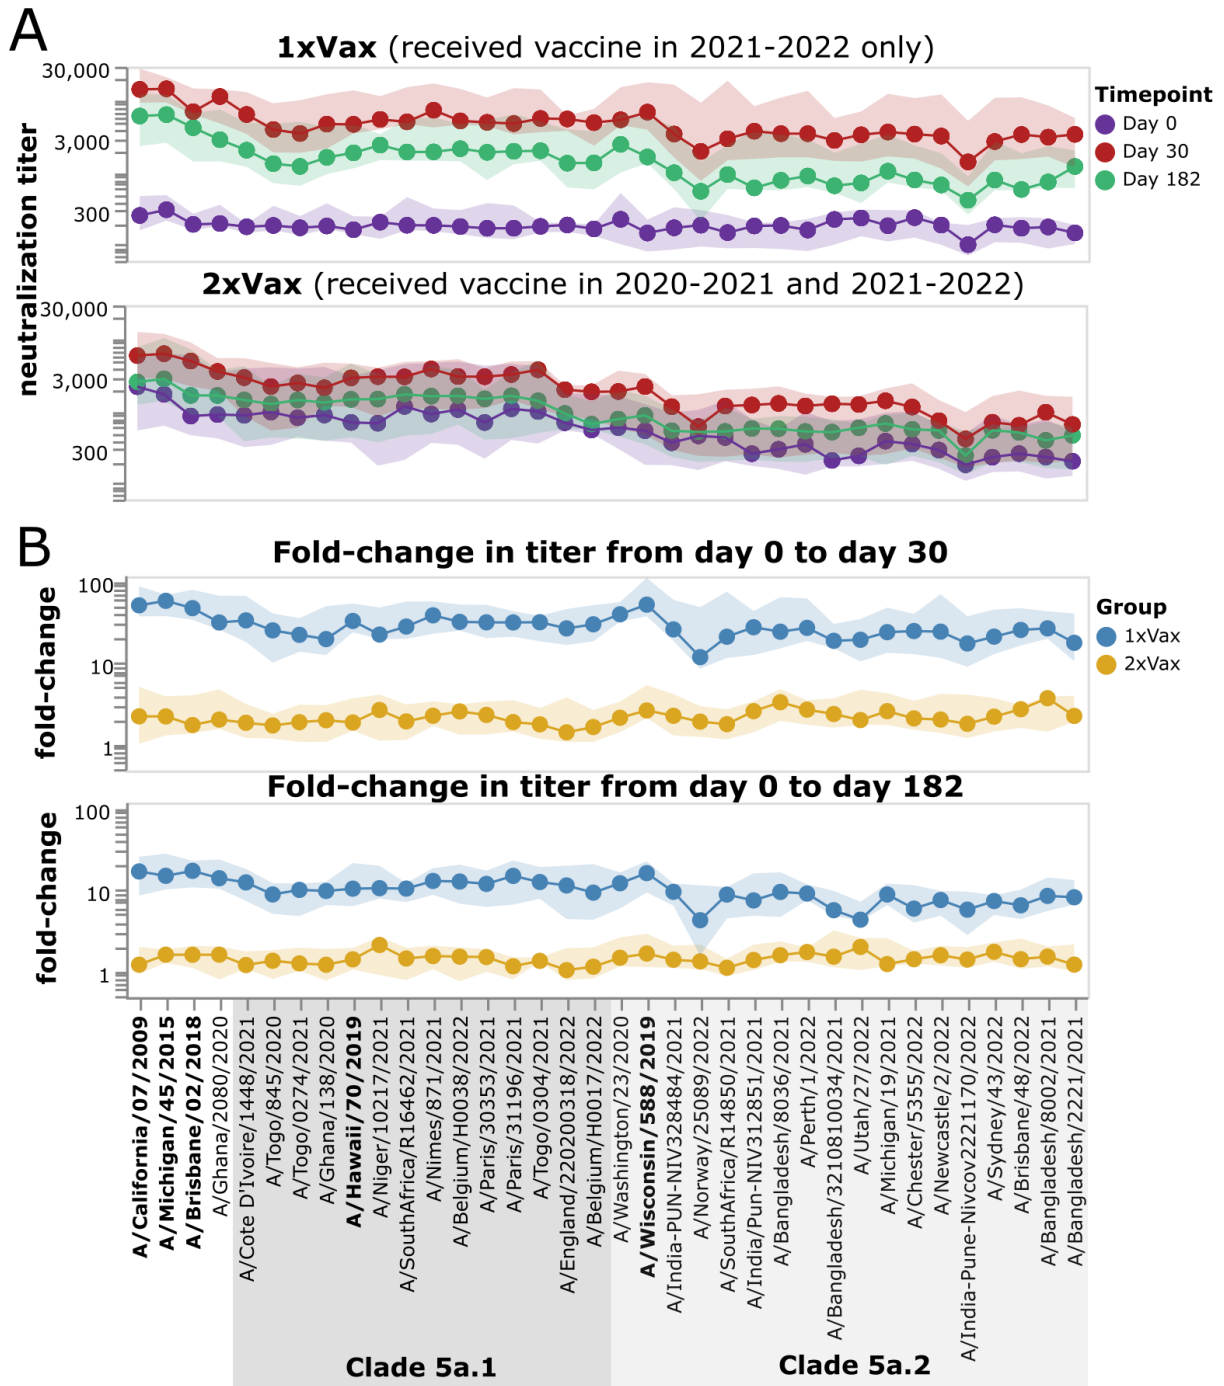 A
1xVax (received vaccine in 2021-2022 only)
30,000
3,000
300
neutralization titer
Timepoint
Day 0
Day 30
Day 182
2xVax (received vaccine in 2020-2021 and 2021-2022)
30,000
3,000
300
B
Fold-change in titer from day 0 to day 30
100
10
1
fold-change
Group
1xVax
2xVax
Fold-change in titer from day 0 to day 182
100
10
1
fold-change
A/California/07/2009
A/Michigan/45/2015
A/Brisbane/02/2018
A/Ghana/2080/2020
A/Cote D'Ivoire/1448/2021
A/Togo/845/2020
A/Togo/0274/2021
A/Ghana/138/2020
A/Hawaii/70/2019
A/Niger/10217/2021
A/SouthAfrica/R16462/2021
A/Nimes/871/2021
A/Belgium/H0038/2022
A/Paris/30353/2021
A/Paris/31196/2021
A/Togo/0304/2021
A/England/220200318/2022
A/Belgium/H0017/2022
A/Washington/23/2020
A/Wisconsin/588/2019
A/India-PUN-NIV328484/2021
A/Norway/25089/2022
A/SouthAfrica/R14850/2021
A/India/Pun-NIV312851/2021
A/Bangladesh/8036/2021
A/Perth/1/2022
A/Bangladesh/3210810034/2021
A/Utah/27/2022
A/Michigan/19/2021
A/Chester/5355/2022
A/Newcastle/2/2022
A/India-Pune-Nivcov2221170/2022
A/Sydney/43/2022
A/Brisbane/48/2022
A/Bangladesh/8002/2021
A/Bangladesh/2221/2021
Clade 5a.1
Clade 5a.2